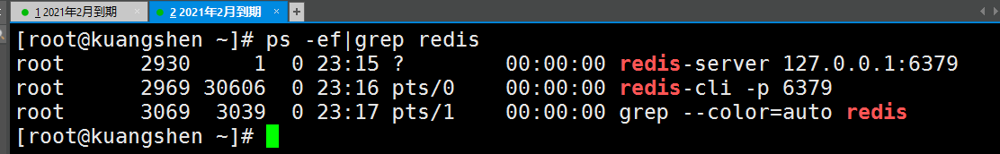 1 2021年2月到期 × 2 2021年2月到期 × +
[root@kuangshen ~]# ps -ef|grep redis
root      2930     1  0 23:15 ?        00:00:00 redis-server 127.0.0.1:6379
root      2969 30606  0 23:16 pts/0    00:00:00 redis-cli -p 6379
root      3069  3039  0 23:17 pts/1    00:00:00 grep --color=auto redis
[root@kuangshen ~]#